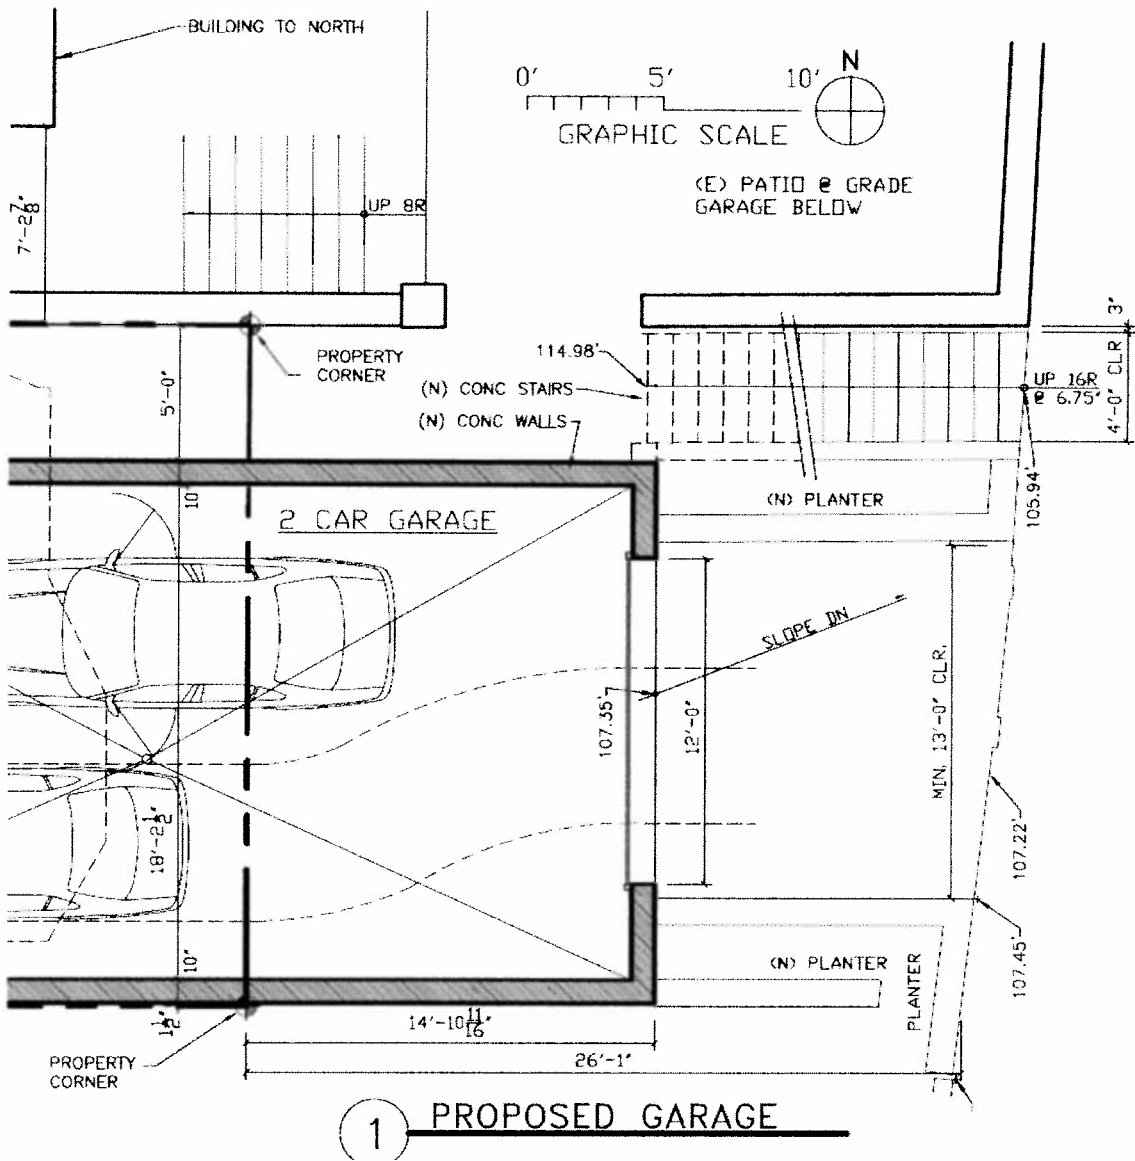 BUILDING TO NORTH
0' 5' 10'
GRAPHIC SCALE
N
(E) PATIO @ GRADE
GARAGE BELOW
UP 8R
7'-2 7/8"
3"
PROPERTY
CORNER
114.98'
(N) CONC STAIRS
(N) CONC WALLS
UP 16R
@ 6.75"
4'-0" CLR
5'-0"
105.94'
10"
2 CAR GARAGE
(N) PLANTER
SLOPE DN
107.35'
12'-0"
MIN. 13'-0" CLR.
18'-2 1/2"
107.22'
107.45'
10"
(N) PLANTER
PLANTER
1 1/2"
14'-10 11/16"
26'-1"
PROPERTY
CORNER
1 PROPOSED GARAGE